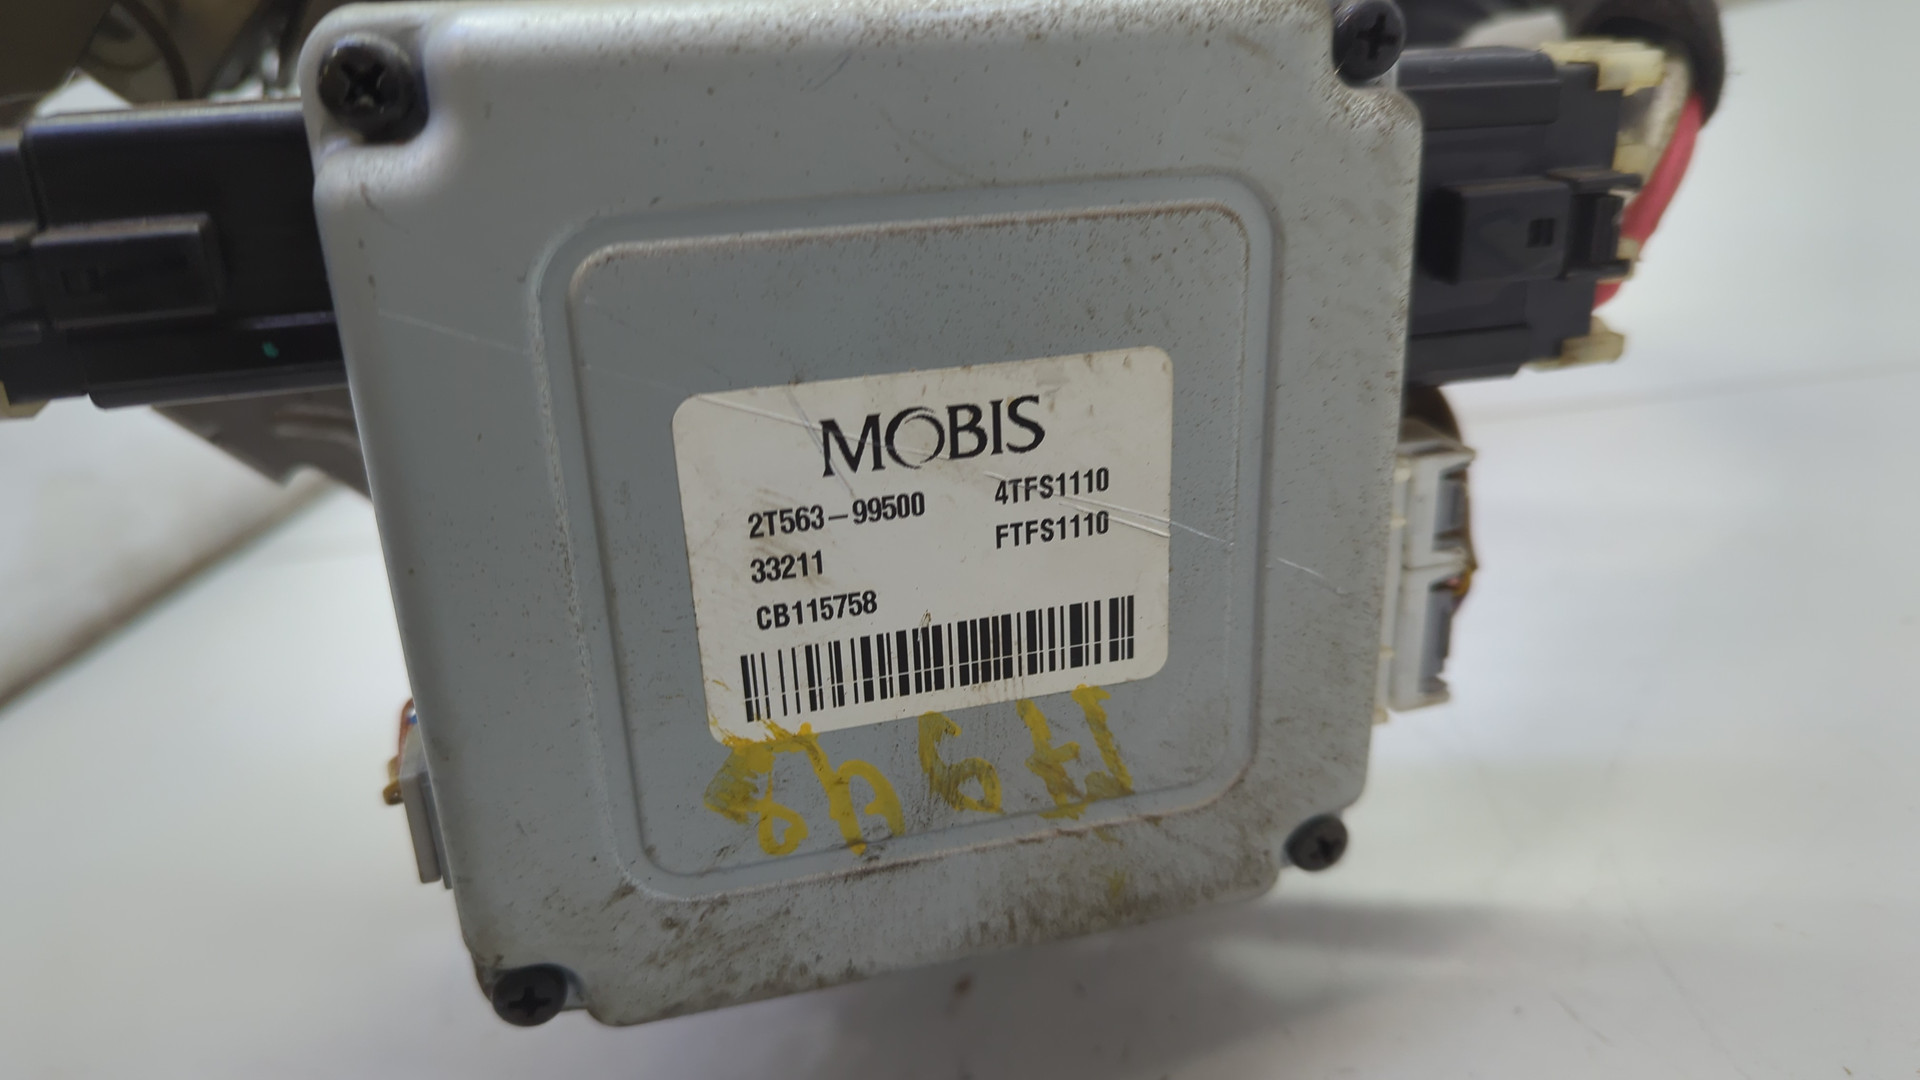 MOBIS
2T563-99500 4TFS1110
33211 FTFS1110
CB115758